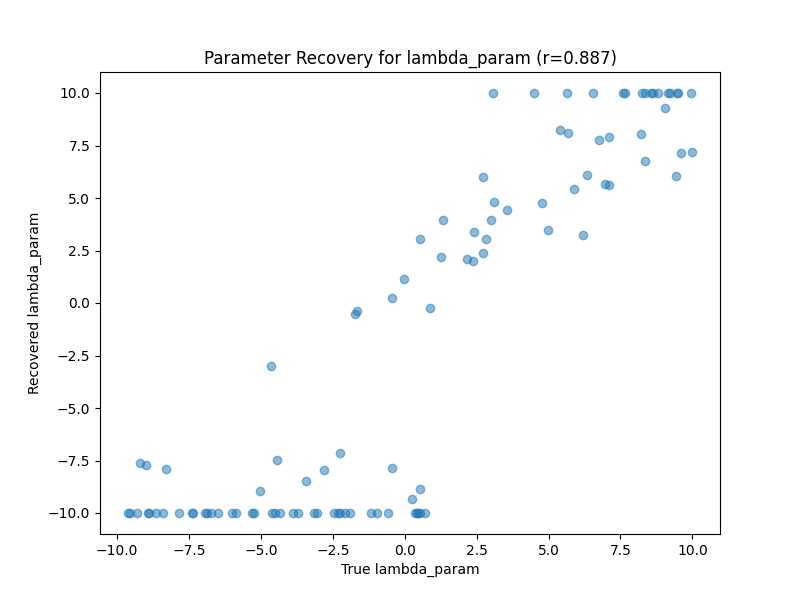 Parameter Recovery for lambda_param (r=0.887)
10.0
7.5
5.0
2.5
0.0
−2.5
−5.0
−7.5
−10.0
Recovered lambda_param
−10.0 −7.5 −5.0 −2.5 0.0 2.5 5.0 7.5 10.0
True lambda_param